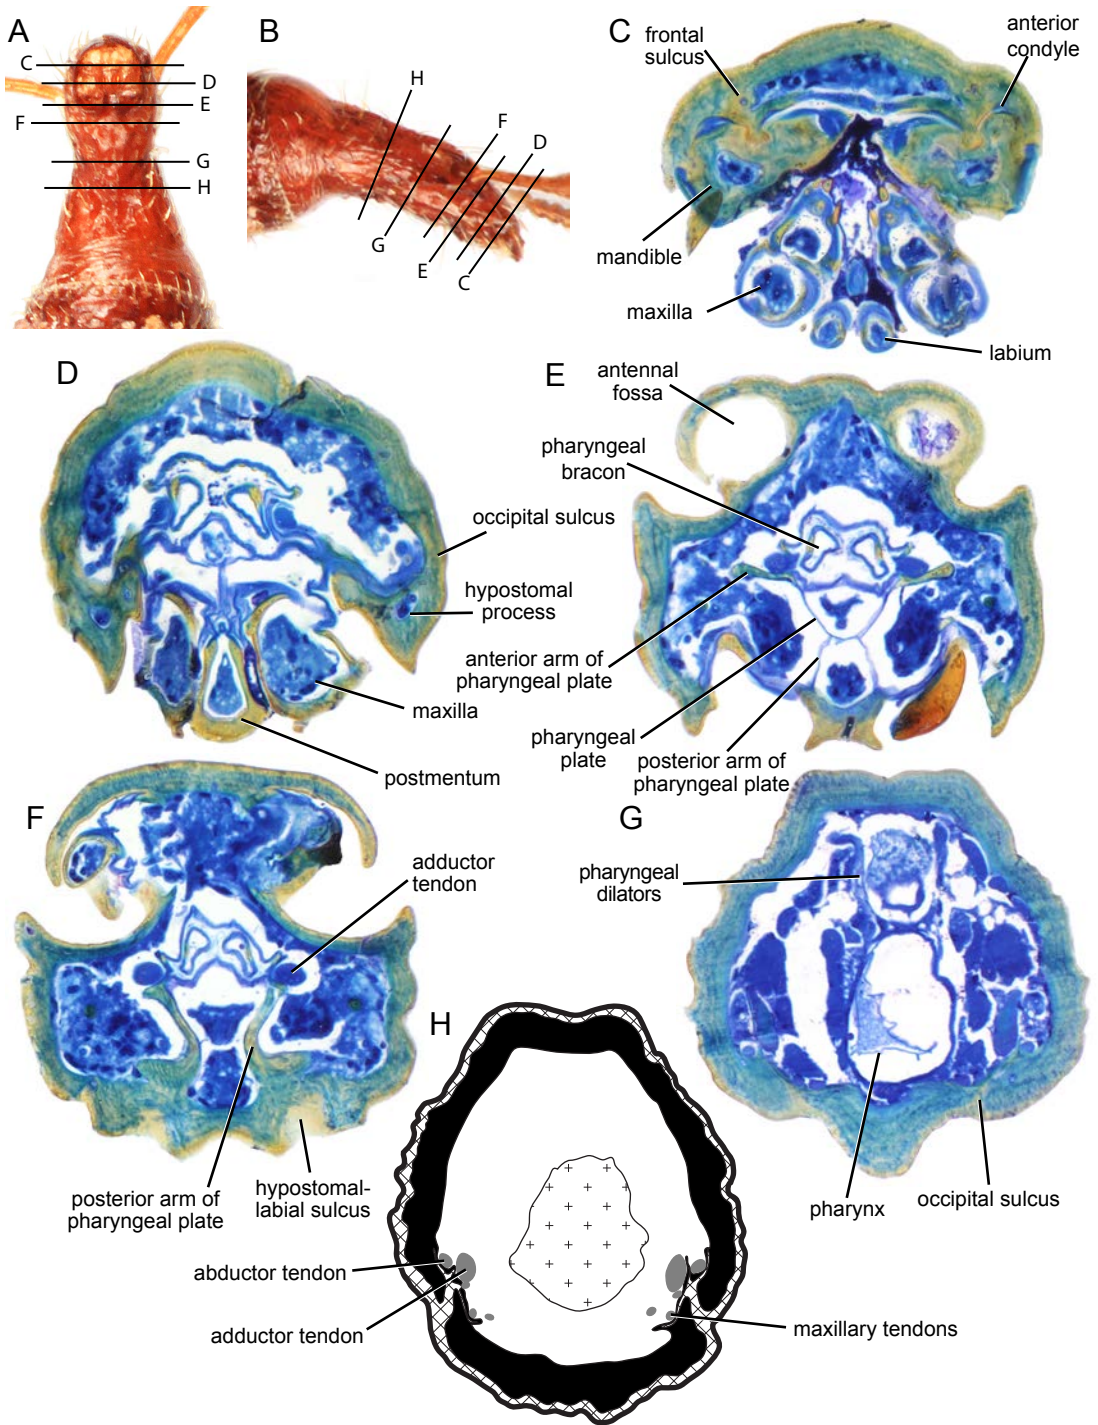 A
C
D
E
F
G
H
B
H
F
D
G
E
C
C
frontal
sulcus
anterior
condyle
mandible
maxilla
labium
D
occipital sulcus
hypostomal
process
maxilla
postmentum
E
antennal
fossa
pharyngeal
bracon
anterior arm of
pharyngeal plate
pharyngeal
plate
posterior arm of
pharyngeal plate
F
adductor
tendon
posterior arm of
pharyngeal plate
hypostomal-
labial sulcus
G
pharyngeal
dilators
pharynx
occipital sulcus
H
abductor tendon
adductor tendon
maxillary tendons